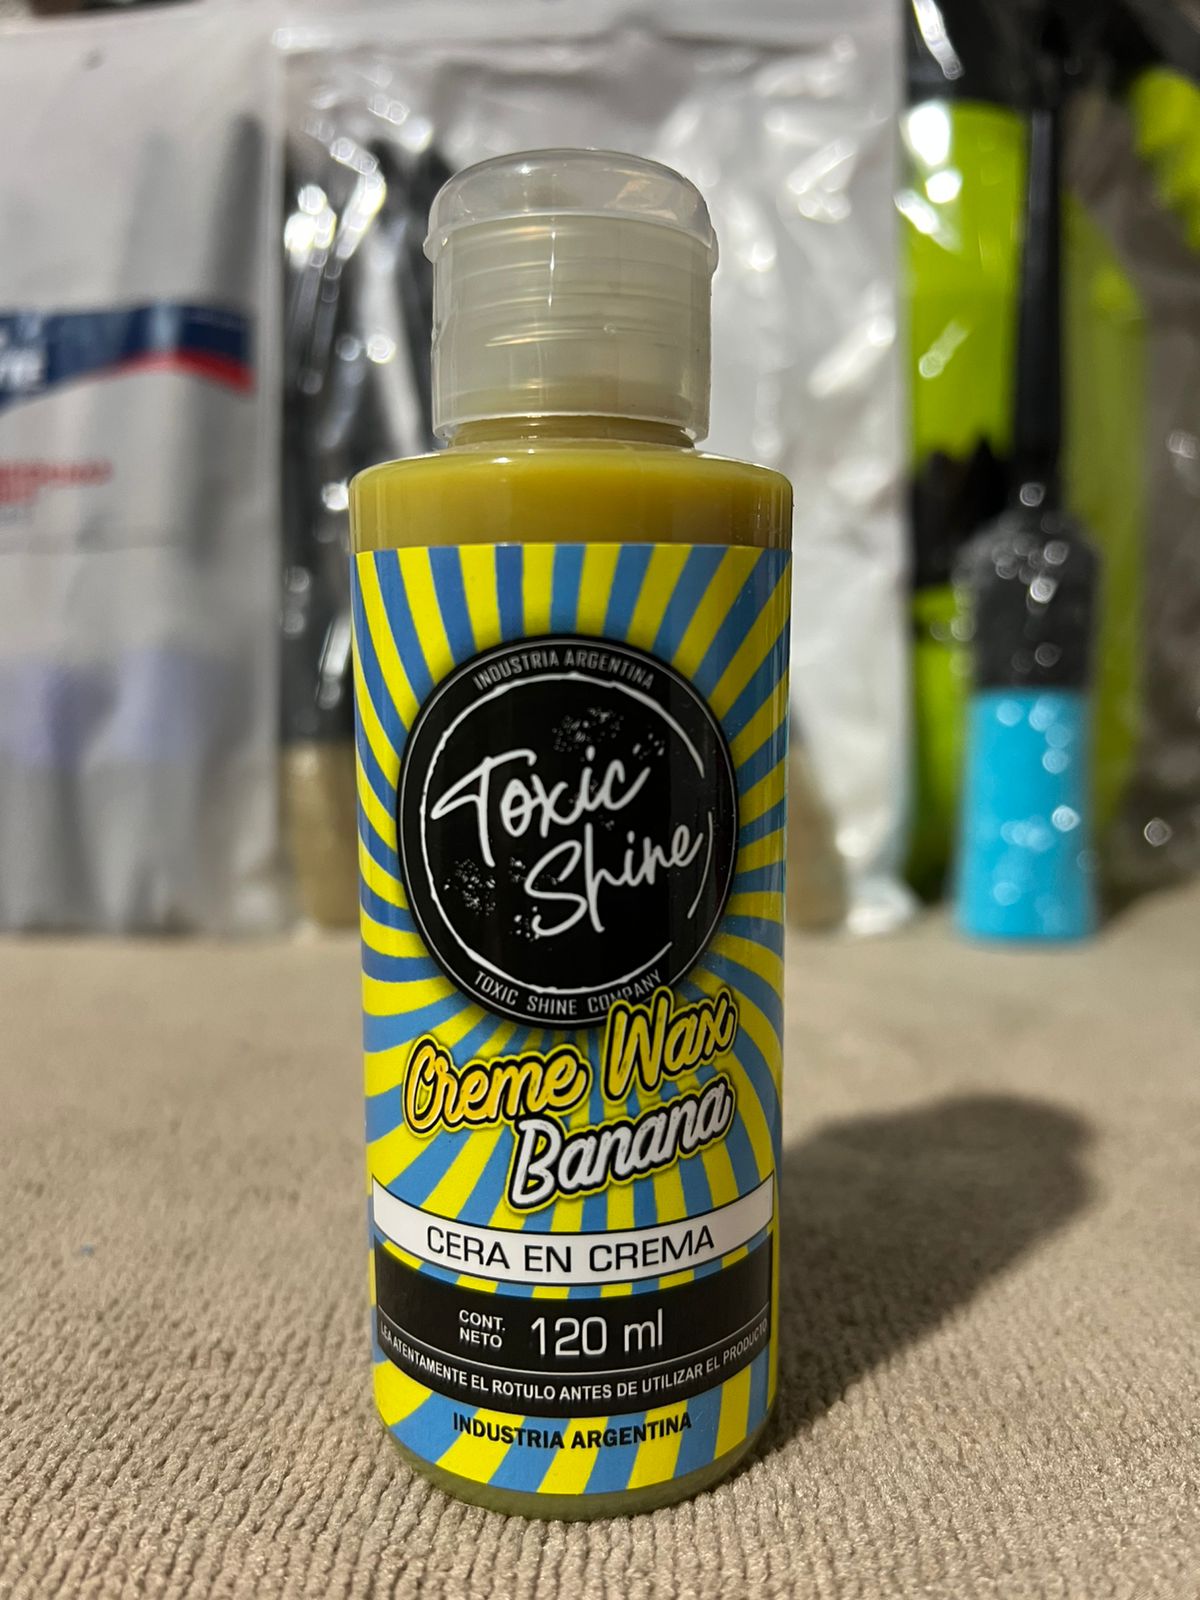 INDUSTRIA ARGENTINA
Toxic
Shine
TOXIC SHINE COMPANY
Creme Wax
Banana
CERA EN CREMA
CONT.
NETO
120 ml
LEA ATENTAMENTE EL ROTULO ANTES DE UTILIZAR EL PRODUCTO
INDUSTRIA ARGENTINA